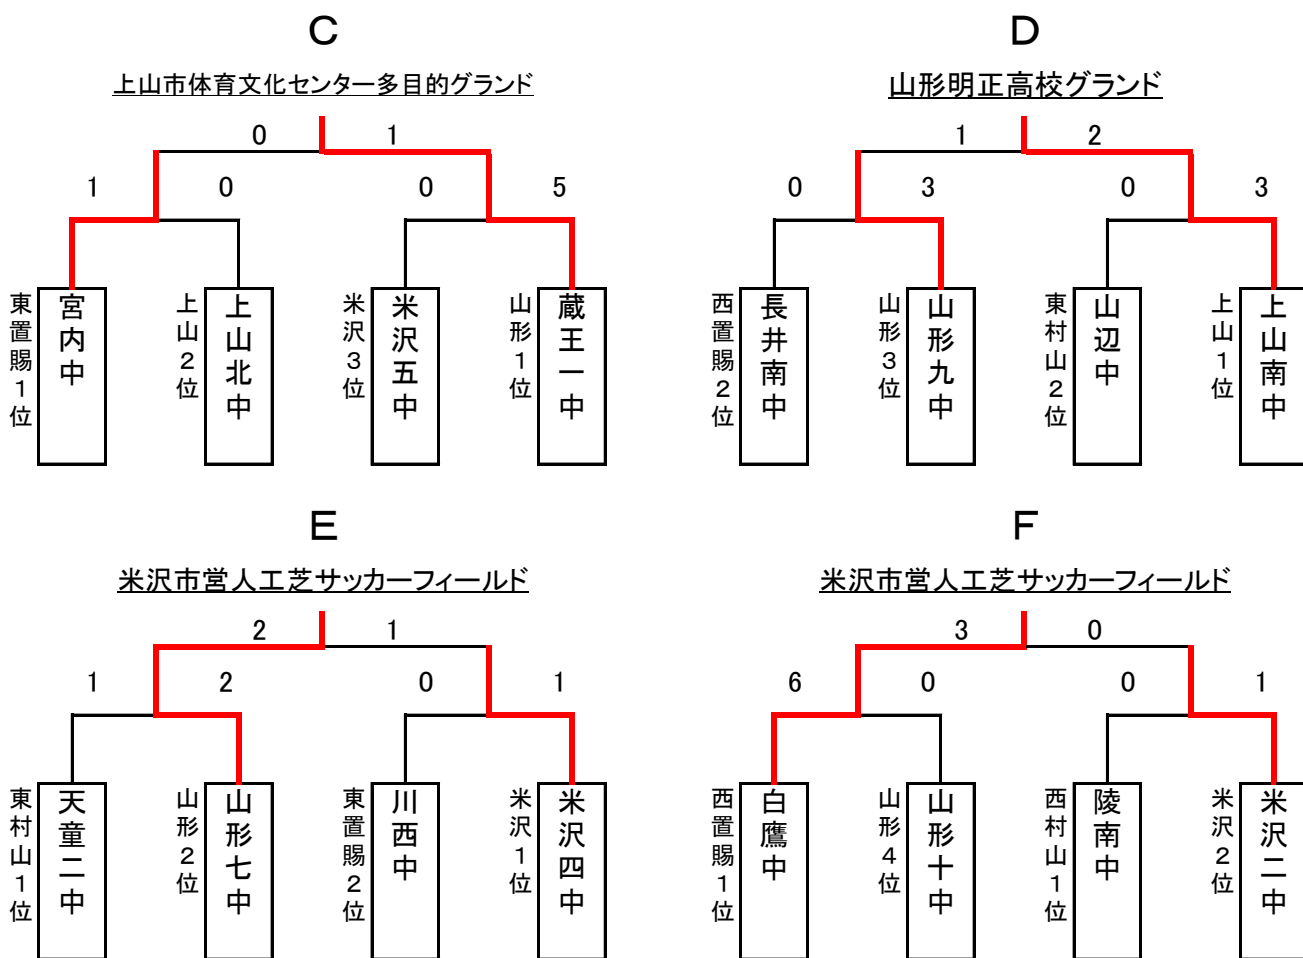 C
上山市体育文化センター多目的グランド
0 1
1 0 0 5
東置賜1位
宮内中
上山2位
上山北中
米沢3位
米沢五中
山形1位
蔵王一中
D
山形明正高校グランド
1 2
0 3 0 3
西置賜2位
長井南中
山形3位
山形九中
東村山2位
山辺中
上山1位
上山南中
E
米沢市営人工芝サッカーフィールド
2 1
1 2 0 1
東村山1位
天童二中
山形2位
山形七中
東置賜2位
川西中
米沢1位
米沢四中
F
米沢市営人工芝サッカーフィールド
3 0
6 0 0 1
西置賜1位
白鷹中
山形4位
山形十中
西村山1位
陵南中
米沢2位
米沢二中